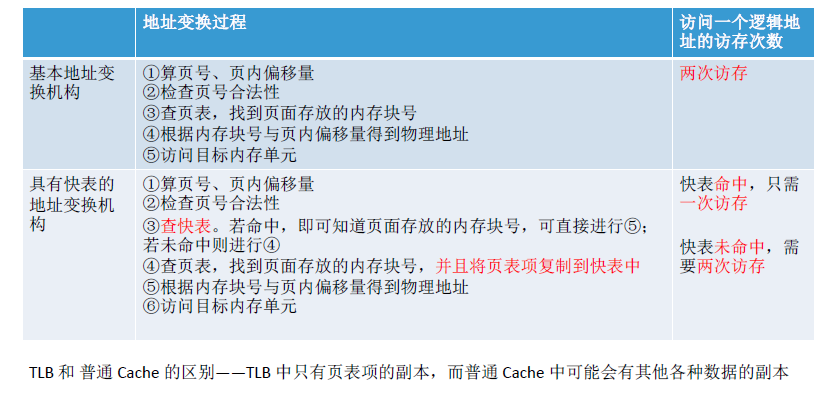 地址变换过程
访问一个逻辑地
址的访存次数
基本地址变
换机构
①算页号、页内偏移量
②检查页号合法性
③查页表，找到页面存放的内存块号
④根据内存块号与页内偏移量得到物理地址
⑤访问目标内存单元
两次访存
具有快表的
地址变换机
构
①算页号、页内偏移量
②检查页号合法性
③查快表。若命中，即可知道页面存放的内存块号，可直接进行⑤；
若未命中则进行④
④查页表，找到页面存放的内存块号，并且将页表项复制到快表中
⑤根据内存块号与页内偏移量得到物理地址
⑥访问目标内存单元
快表命中，只需
一次访存
快表未命中，需
要两次访存
TLB 和 普通 Cache 的区别——TLB 中只有页表项的副本，而普通 Cache 中可能会有其他各种数据的副本